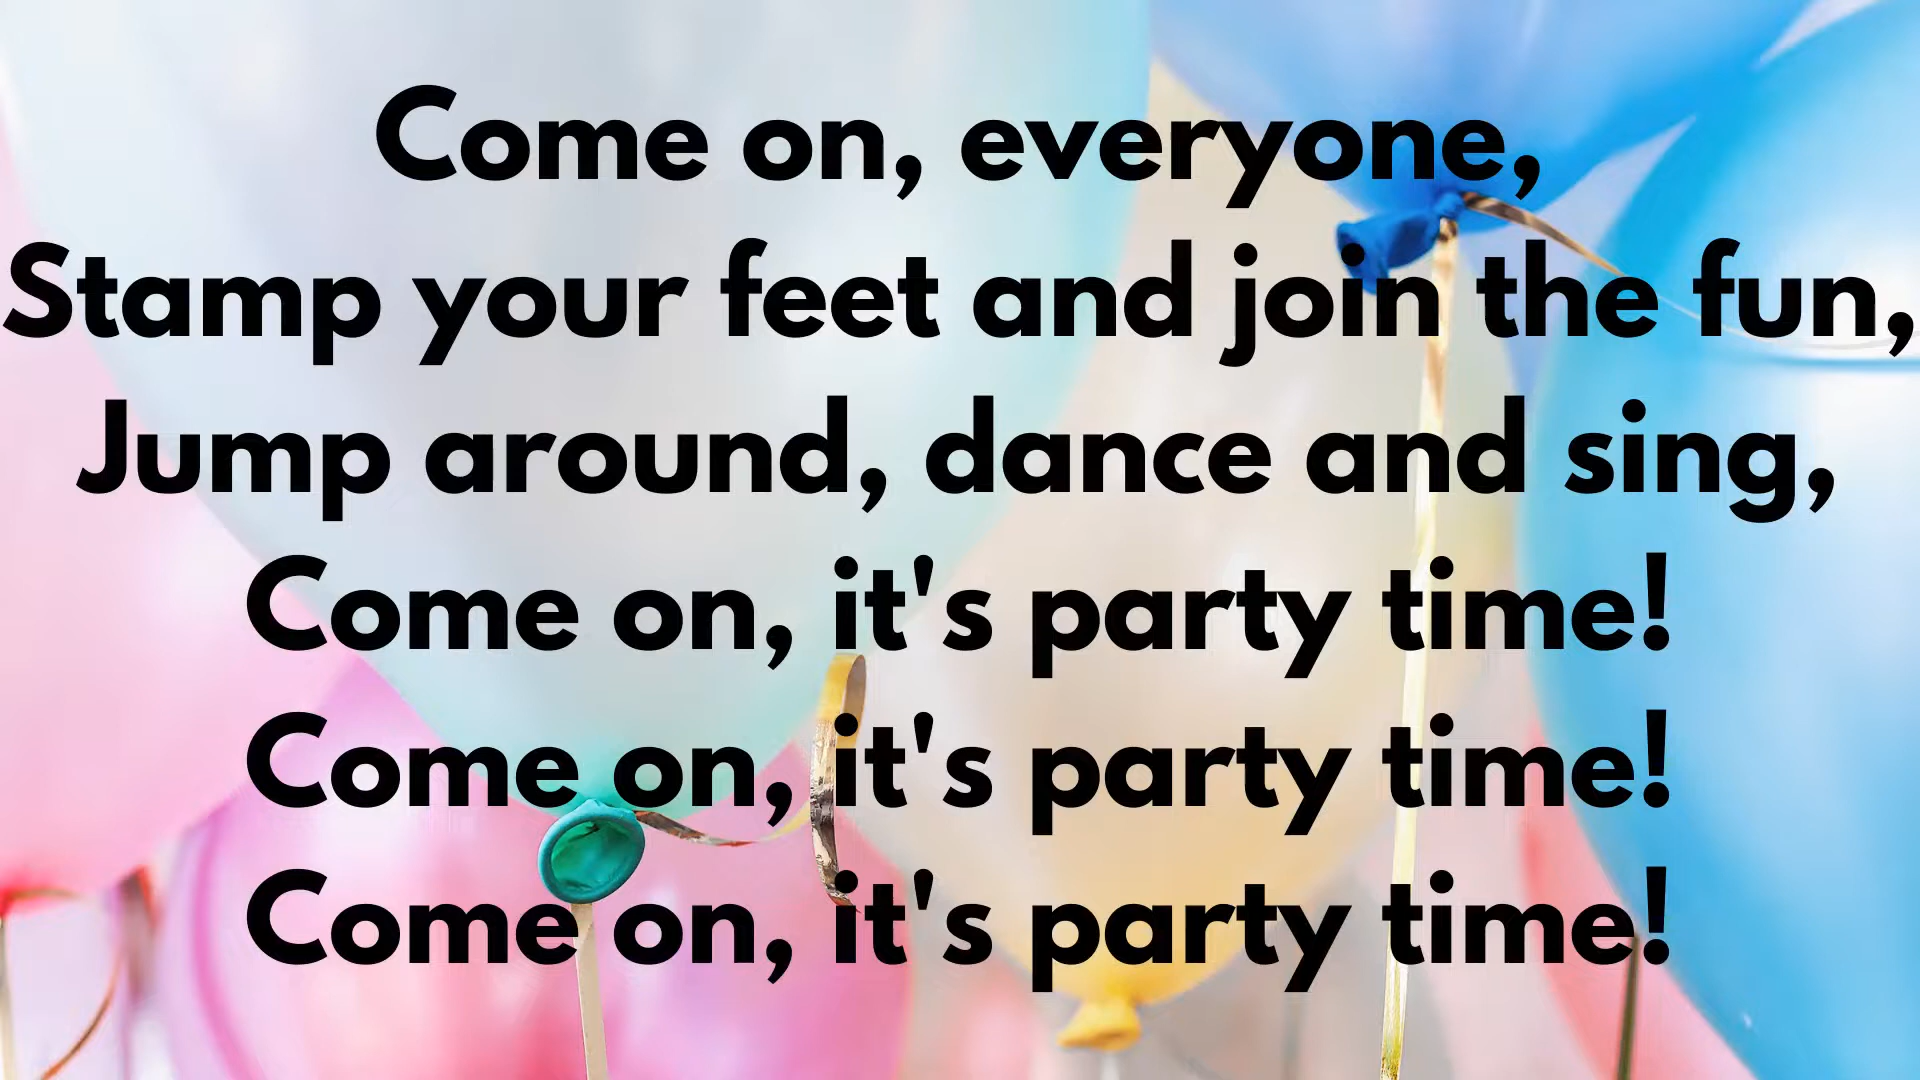 Come on, everyone,
Stamp your feet and join the fun,
Jump around, dance and sing,
Come on, it's party time!
Come on, it's party time!
Come on, it's party time!